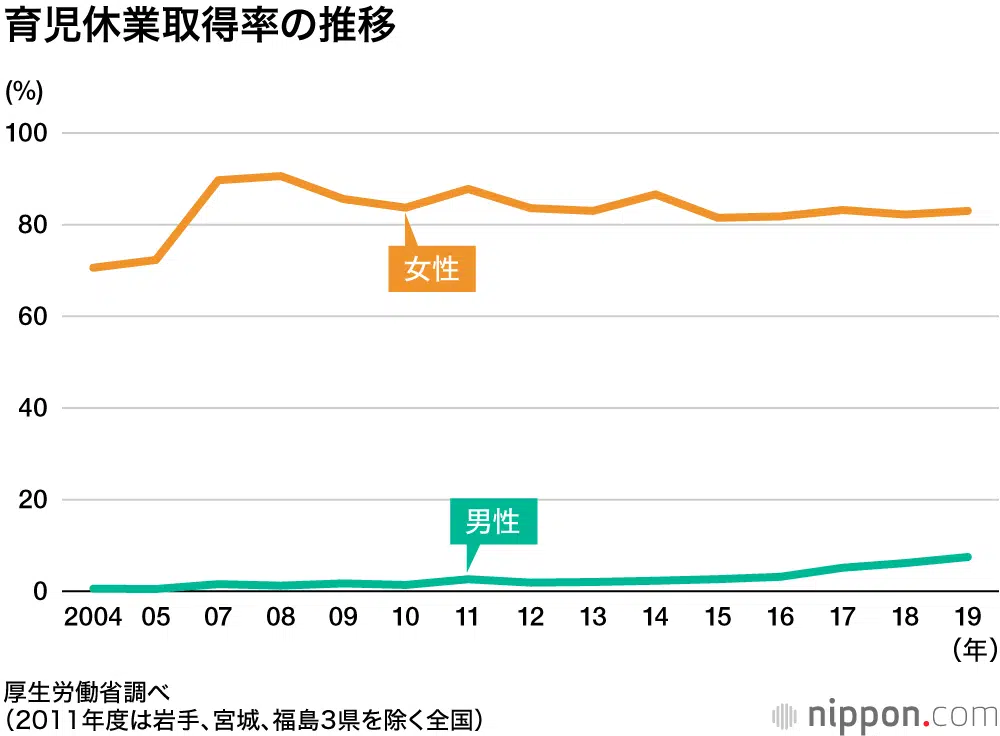 育児休業取得率の推移
(%)
100
80
女性
60
40
20
男性
0
2004 05 07 08 09 10 11 12 13 14 15 16 17 18 19
(年)
厚生労働省調べ
(2011年度は岩手、宮城、福島3県を除く全国)
nippon.com